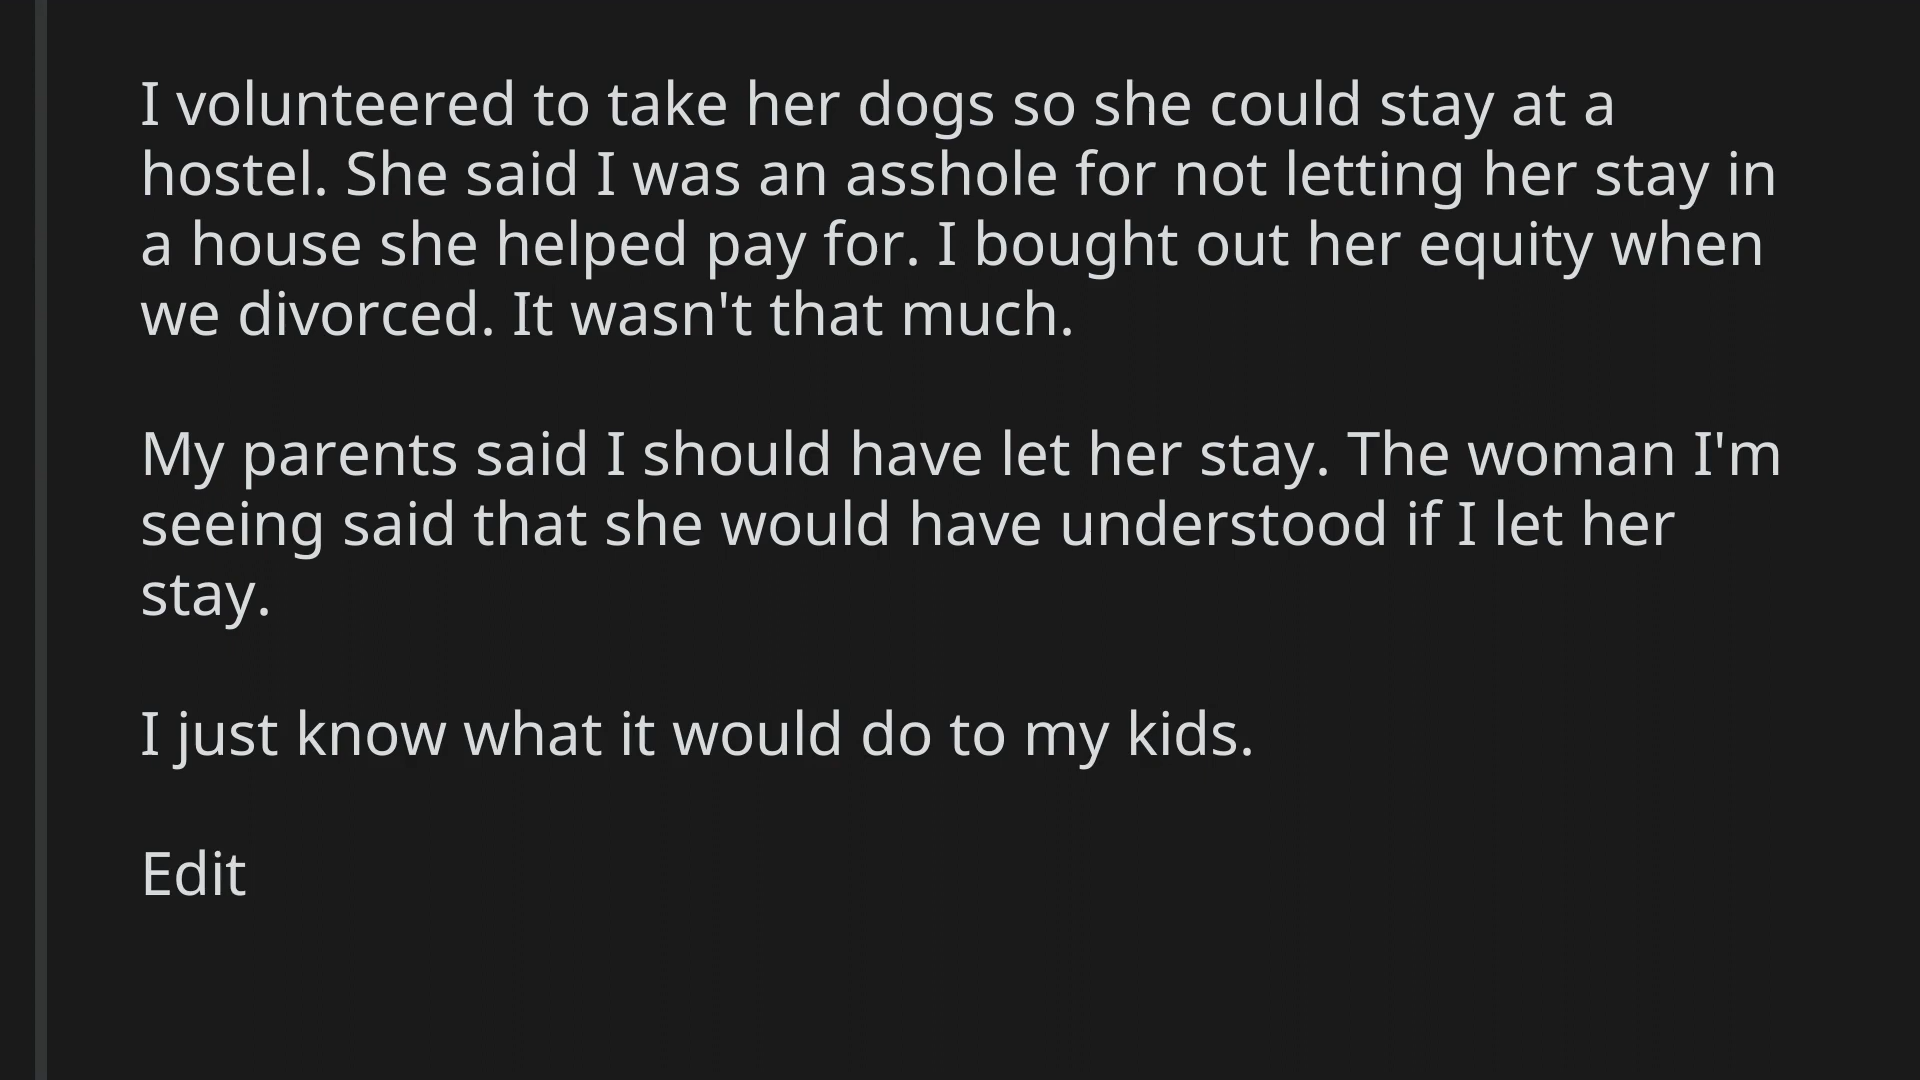 I volunteered to take her dogs so she could stay at a
hostel. She said I was an asshole for not letting her stay in
a house she helped pay for. I bought out her equity when
we divorced. It wasn't that much.
My parents said I should have let her stay. The woman I'm
seeing said that she would have understood if I let her
stay.
I just know what it would do to my kids.
Edit